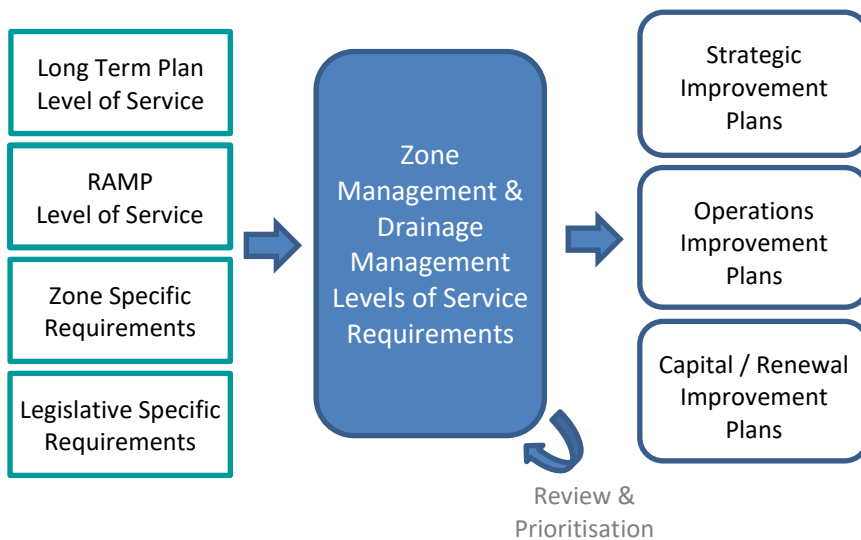 Long Term Plan
Level of Service
RAMP
Level of Service
Zone Specific
Requirements
Legislative Specific
Requirements
Zone
Management &
Drainage
Management
Levels of Service
Requirements
Review &
Prioritisation
Strategic
Improvement
Plans
Operations
Improvement
Plans
Capital / Renewal
Improvement
Plans